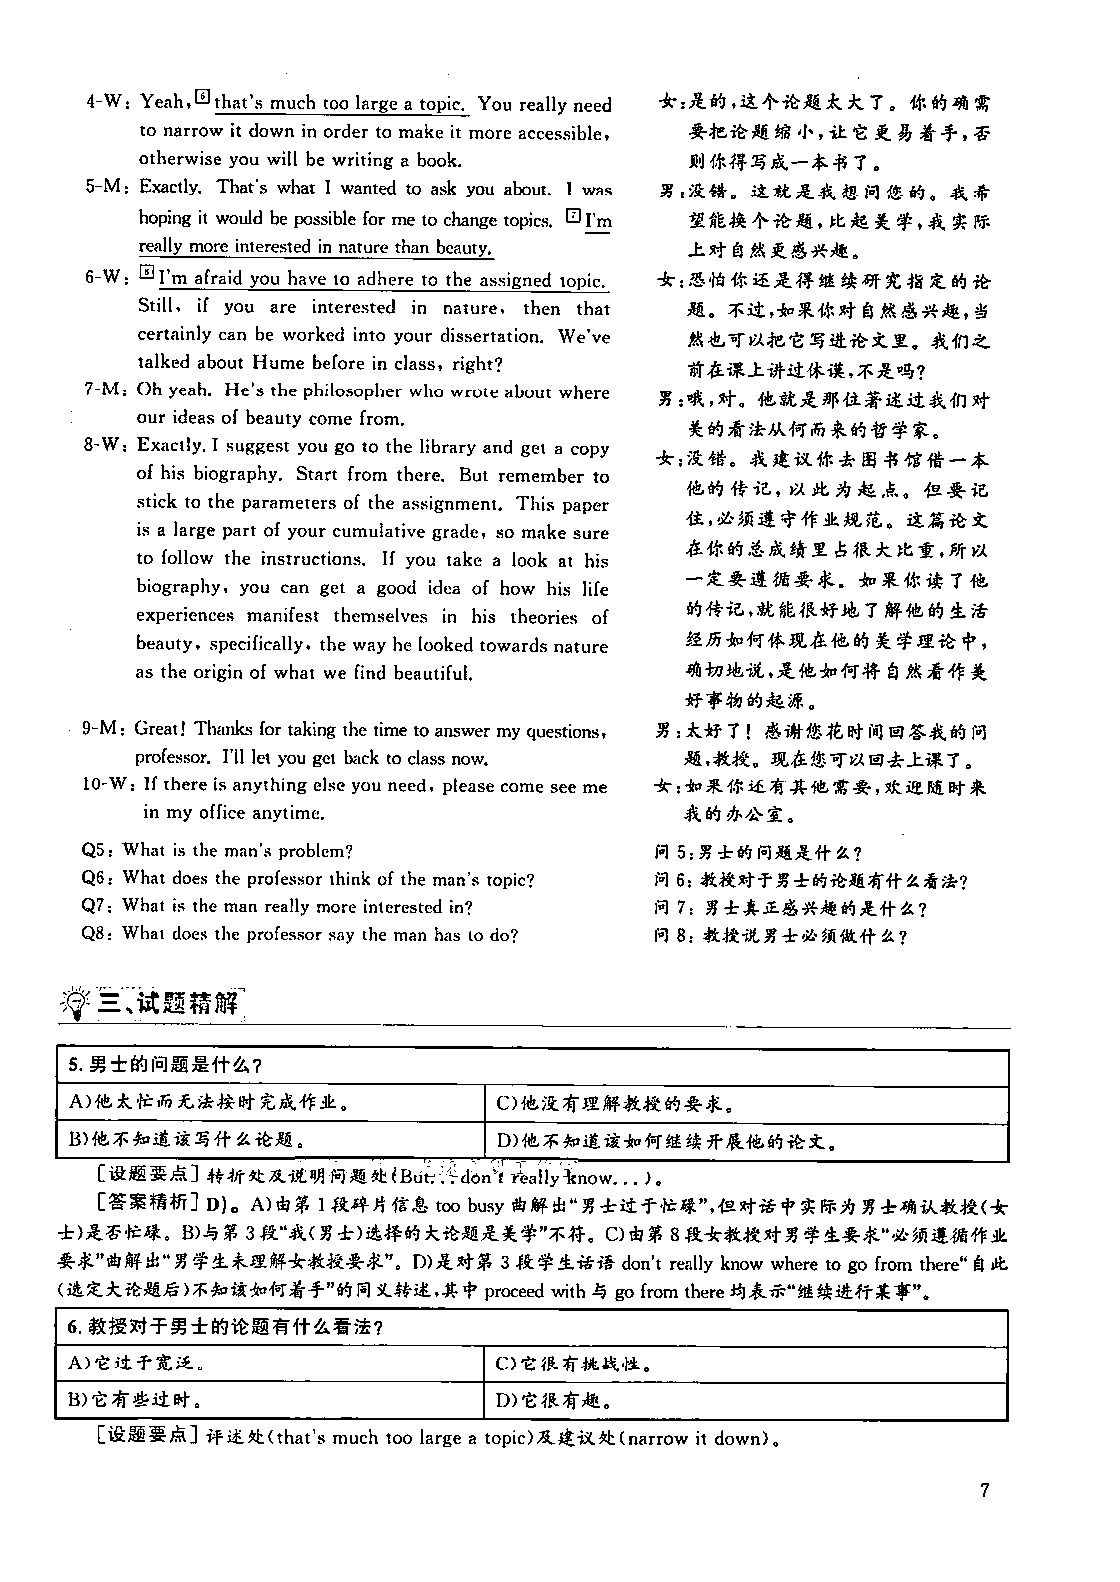 4-W: Yeah, [6] that's much too large a topic. You really need
to narrow it down in order to make it more accessible,
otherwise you will be writing a book.
5-M: Exactly. That's what I wanted to ask you about. I was
hoping it would be possible for me to change topics. [7] I'm
really more interested in nature than beauty.
6-W: [8] I'm afraid you have to adhere to the assigned topic.
Still, if you are interested in nature, then that
certainly can be worked into your dissertation. We've
talked about Hume before in class, right?
7-M: Oh yeah. He's the philosopher who wrote about where
our ideas of beauty come from.
8-W: Exactly. I suggest you go to the library and get a copy
of his biography. Start from there. But remember to
stick to the parameters of the assignment. This paper
is a large part of your cumulative grade, so make sure
to follow the instructions. If you take a look at his
biography, you can get a good idea of how his life
experiences manifest themselves in his theories of
beauty, specifically, the way he looked towards nature
as the origin of what we find beautiful.
9-M: Great! Thanks for taking the time to answer my questions,
professor. I'll let you get back to class now.
10-W: If there is anything else you need, please come see me
in my office anytime.
Q5: What is the man's problem?
Q6: What does the professor think of the man's topic?
Q7: What is the man really more interested in?
Q8: What does the professor say the man has to do?
女:是的,这个论题太大了。你的确需
要把论题缩小,让它更易着手,否
则你得写成一本书了。
男:没错。这就是我想问您的。我希
望能换个论题,比起美学,我实际
上对自然更感兴趣。
女:恐怕你还是得继续研究指定的论
题。不过,如果你对自然感兴趣,当
然也可以把它写进论文里。我们之
前在课上讲过休谟,不是吗?
男:哦,对。他就是那位著述过我们对
美的看法从何而来的哲学家。
女:没错。我建议你去图书馆借一本
他的传记,以此为起点。但要记
住,必须遵守作业规范。这篇论文
在你的总成绩里占很大比重,所以
一定要遵循要求。如果你读了他
的传记,就能很好地了解他的生活
经历如何体现在他的美学理论中,
确切地说,是他如何将自然看作美
好事物的起源。
男:太好了!感谢您花时间回答我的问
题,教授。现在您可以回去上课了。
女:如果你还有其他需要,欢迎随时来
我的办公室。
问 5:男士的问题是什么?
问 6:教授对于男士的论题有什么看法?
问 7:男士真正感兴趣的是什么?
问 8:教授说男士必须做什么?
三、试题精解
5. 男士的问题是什么?
A)他太忙而无法按时完成作业。
C)他没有理解教授的要求。
B)他不知道该写什么论题。
D)他不知道该如何继续开展他的论文。
[设题要点]转折处及说明问题处(But...don't really know...)。
[答案精析]D)。A)由第 1 段碎片信息 too busy 曲解出“男士过于忙碌”,但对话中实际为男士确认教授(女
士)是否忙碌。B)与第 3 段“我(男士)选择的大论题是美学”不符。C)由第 8 段女教授对男学生要求“必须遵循作业
要求”曲解出“男学生未理解女教授要求”。D)是对第 3 段学生话语 don't really know where to go from there“自此
(选定大论题后)不知该如何着手”的同义转述,其中 proceed with 与 go from there 均表示“继续进行某事”。
6. 教授对于男士的论题有什么看法?
A)它过于宽泛。
C)它很有挑战性。
B)它有些过时。
D)它很有趣。
[设题要点]评述处(that's much too large a topic)及建议处(narrow it down)。
7